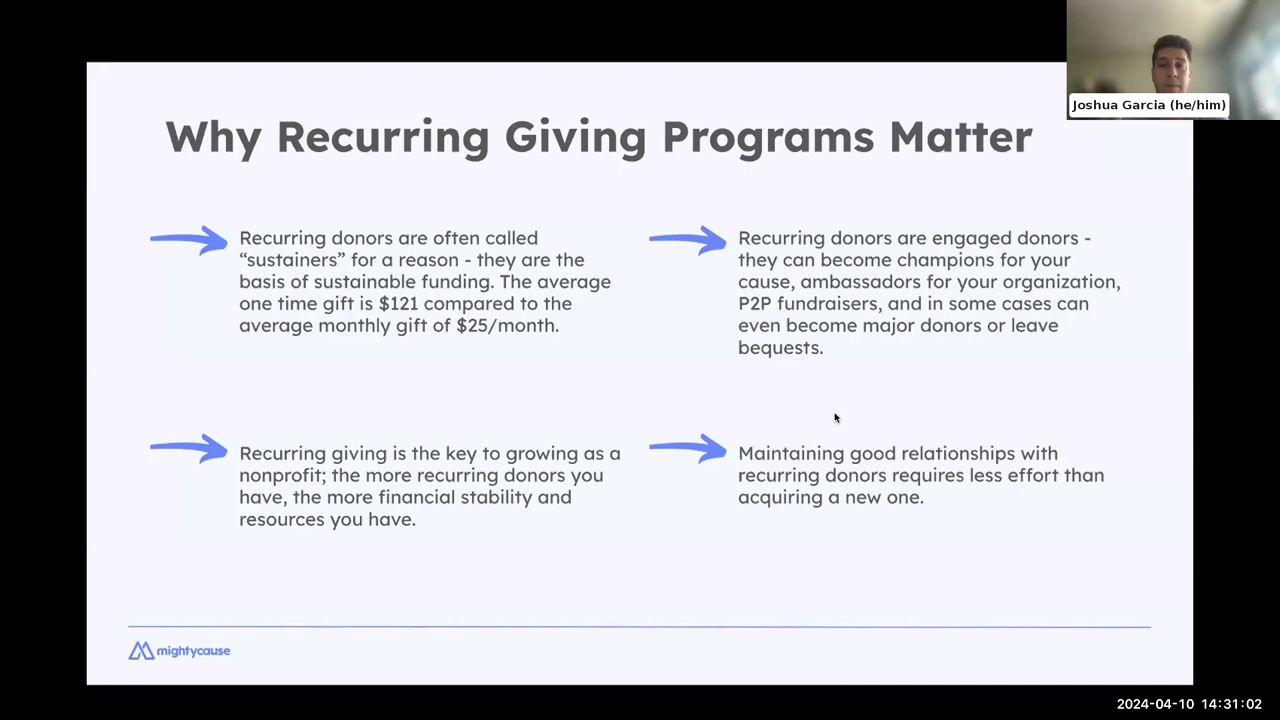 Joshua Garcia (he/him)
Why Recurring Giving Programs Matter
Recurring donors are often called
“sustainers” for a reason - they are the
basis of sustainable funding. The average
one time gift is $121 compared to the
average monthly gift of $25/month.
Recurring donors are engaged donors -
they can become champions for your
cause, ambassadors for your organization,
P2P fundraisers, and in some cases can
even become major donors or leave
bequests.
Recurring giving is the key to growing as a
nonprofit; the more recurring donors you
have, the more financial stability and
resources you have.
Maintaining good relationships with
recurring donors requires less effort than
acquiring a new one.
mightycause
2024-04-10 14:31:02